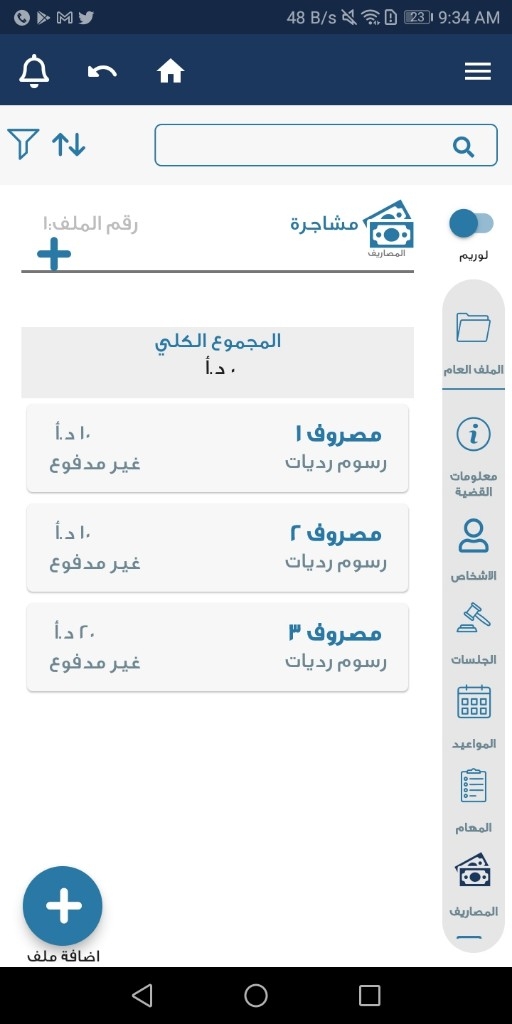 48 B/s 23 9:34 AM
مشاجرة
رقم الملف:١
المصاريف
لوريم
المجموع الكلي
٠ د.أ
مصروف ١
١٠ د.أ
رسوم رديات
غير مدفوع
مصروف ٢
١٠ د.أ
رسوم رديات
غير مدفوع
مصروف ٣
٢٠ د.أ
رسوم رديات
غير مدفوع
الملف العام
معلومات
القضية
الاشخاص
الجلسات
المواعيد
المهام
المصاريف
اضافة ملف